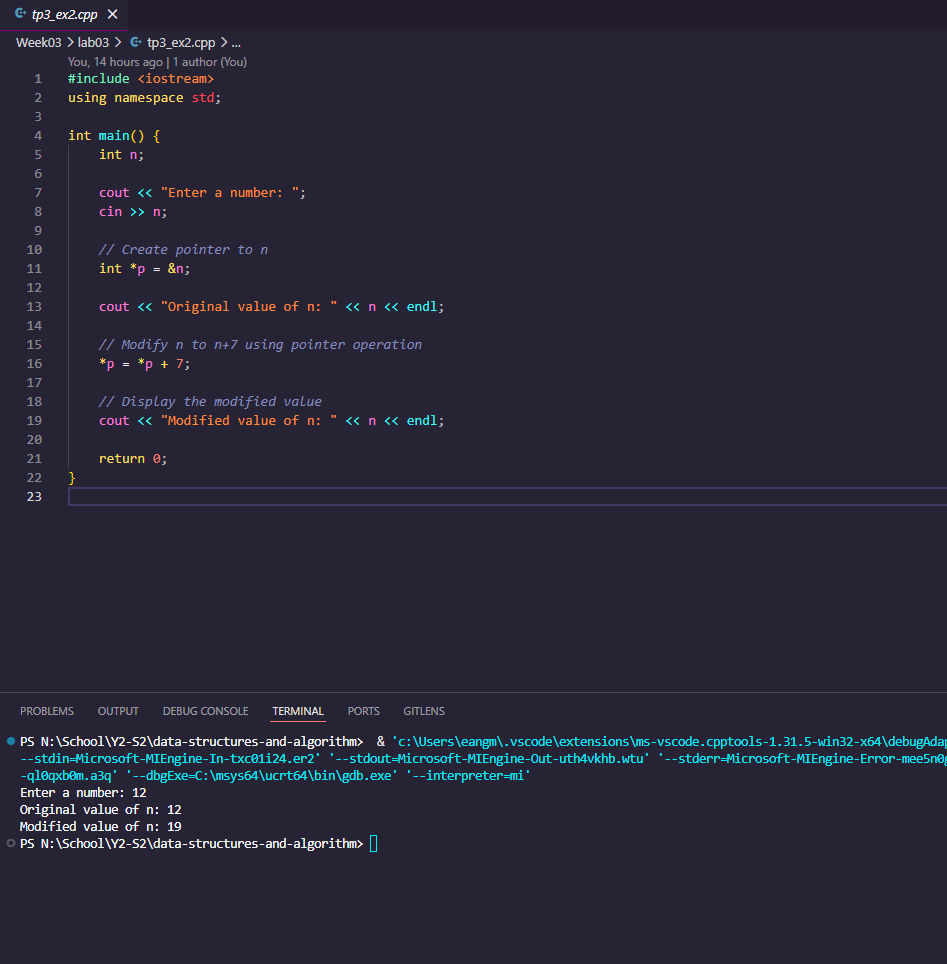 tp3_ex2.cpp
Week03 > lab03 > tp3_ex2.cpp > ...
You, 14 hours ago | 1 author (You)
1 #include <iostream>
2 using namespace std;
3
4 int main() {
5     int n;
6
7     cout << "Enter a number: ";
8     cin >> n;
9
10     // Create pointer to n
11     int *p = &n;
12
13     cout << "Original value of n: " << n << endl;
14
15     // Modify n to n+7 using pointer operation
16     *p = *p + 7;
17
18     // Display the modified value
19     cout << "Modified value of n: " << n << endl;
20
21     return 0;
22 }
23
PROBLEMS OUTPUT DEBUG CONSOLE TERMINAL PORTS GITLENS
PS N:\School\Y2-S2\data-structures-and-algorithm>  & 'c:\Users\eangm\.vscode\extensions\ms-vscode.cpptools-1.31.5-win32-x64\debugAdap
--stdin=Microsoft-MIEngine-In-txc01i24.er2' '--stdout=Microsoft-MIEngine-Out-uth4vkhb.wtu' '--stderr=Microsoft-MIEngine-Error-mee5n0g
-ql0qxb0m.a3q' '--dbgExe=C:\msys64\ucrt64\bin\gdb.exe' '--interpreter=mi'
Enter a number: 12
Original value of n: 12
Modified value of n: 19
PS N:\School\Y2-S2\data-structures-and-algorithm>